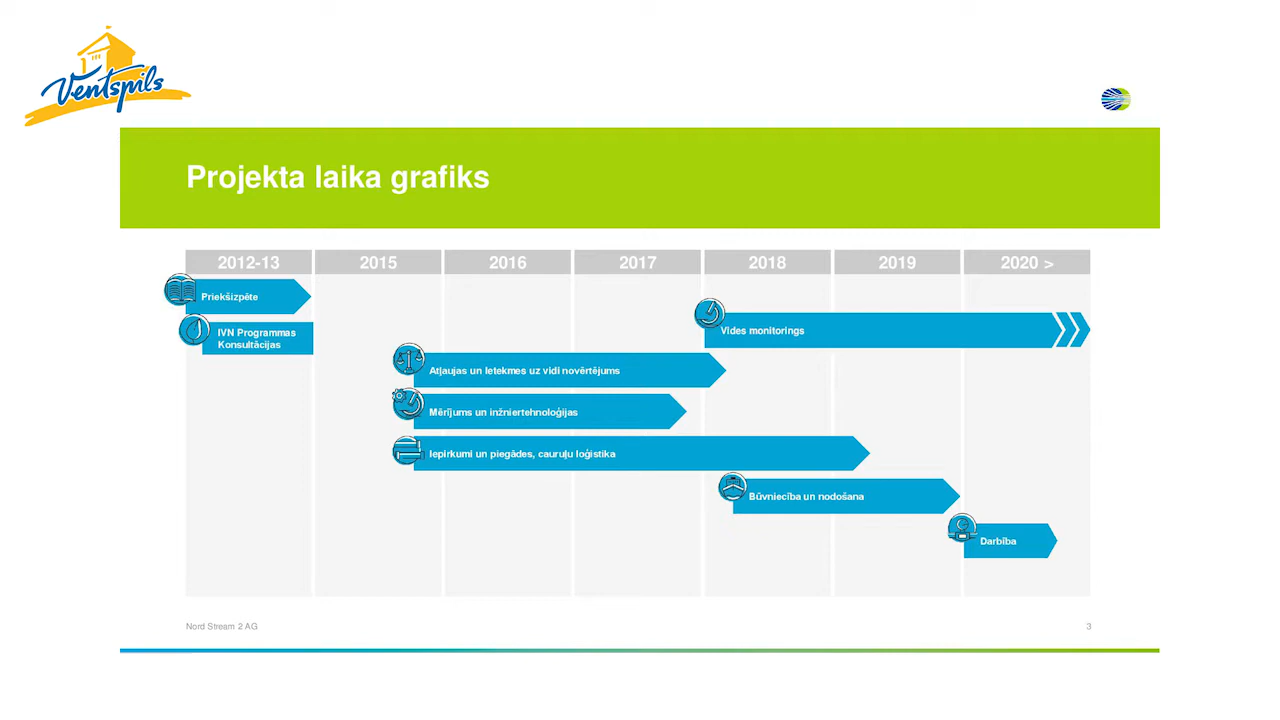 Ventspils
Projekta laika grafiks
2012-13 2015 2016 2017 2018 2019 2020 >
Priekšizpēte
IVN Programmas
Konsultācijas
Vides monitorings
Atļaujas un Ietekmes uz vidi novērtējums
Mērījums un inžniertehnoloģijas
Iepirkumi un piegādes, cauruļu loģistika
Būvniecība un nodošana
Darbība
Nord Stream 2 AG 3